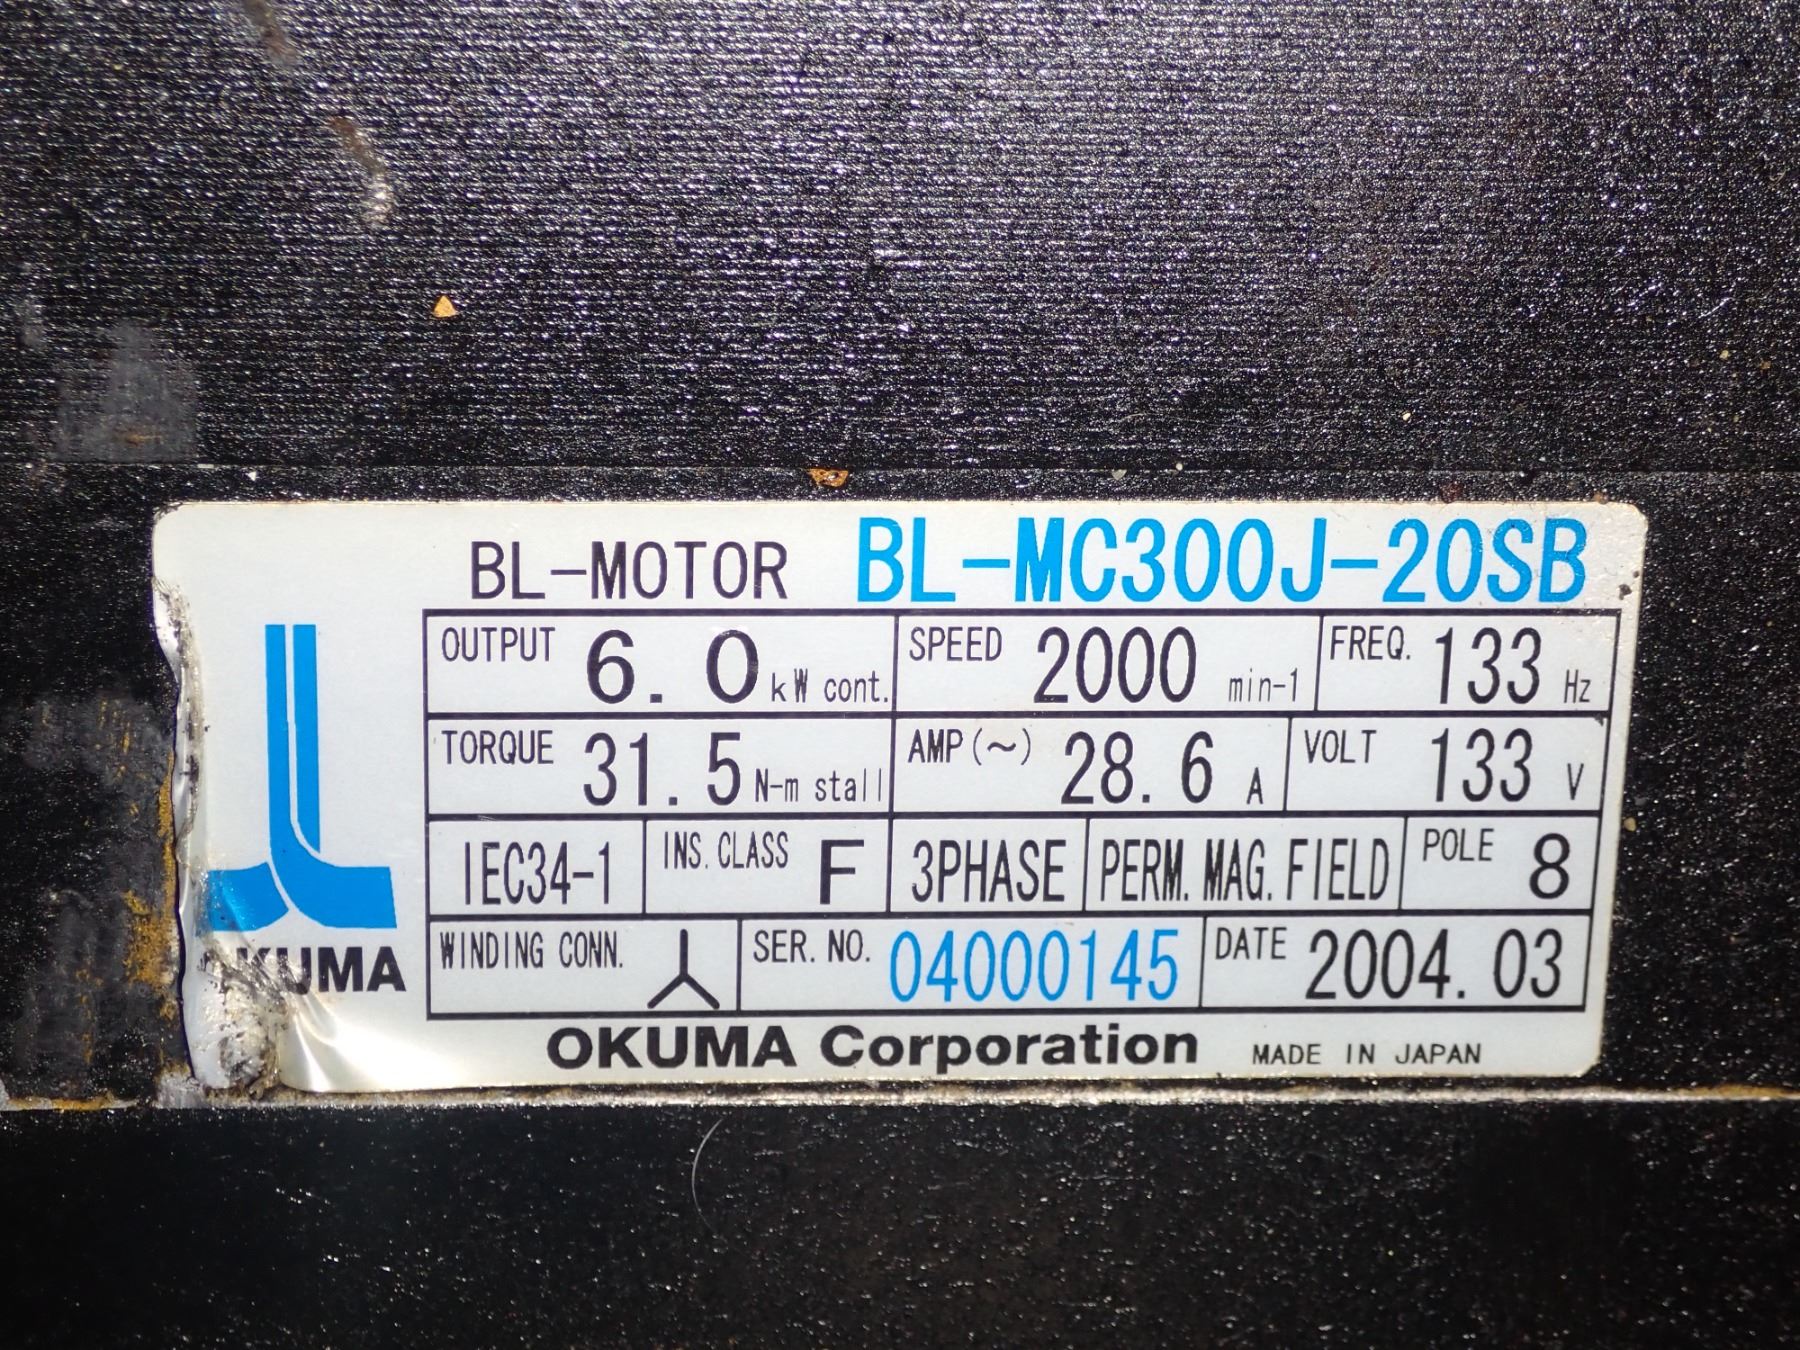 BL-MOTOR BL-MC300J-20SB
OUTPUT 6.0 kW cont. SPEED 2000 min-1 FREQ. 133 Hz
TORQUE 31.5 N-m stall AMP(~) 28.6 A VOLT 133 V
IEC34-1 INS. CLASS F 3PHASE PERM. MAG. FIELD POLE 8
OKUMA
WINDING CONN. SER. NO. 04000145 DATE 2004.03
OKUMA Corporation MADE IN JAPAN